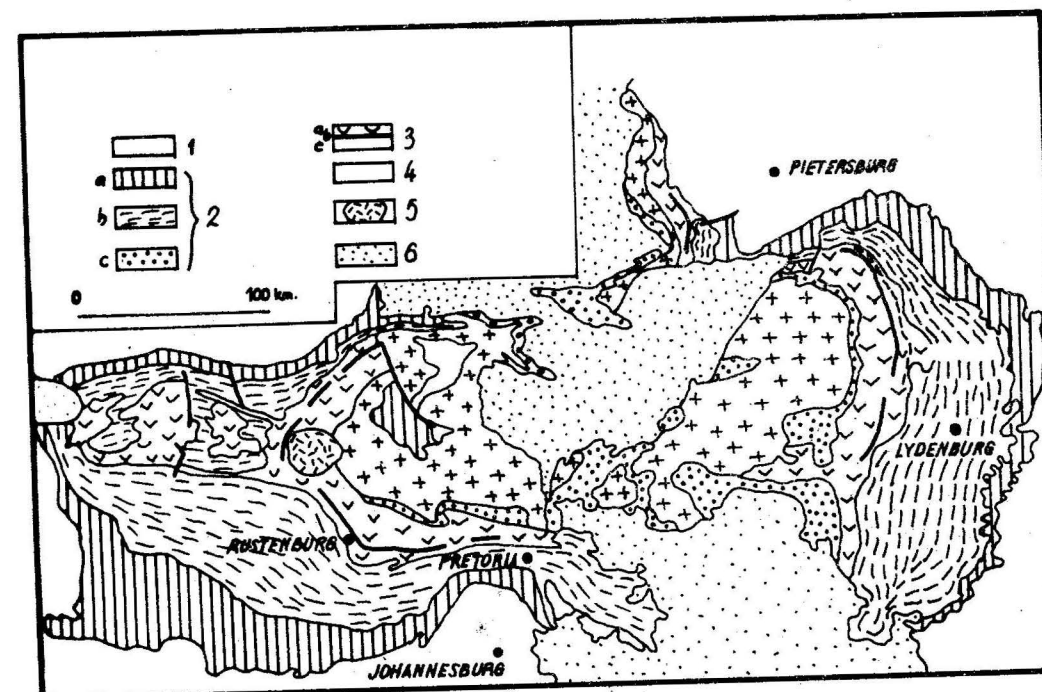 1
a
b
2
c
a
b
c
3
4
5
6
0 100 km.
PIETERSBURG
LYDENBURG
RUSTENBURG
PRETORIA
JOHANNESBURG